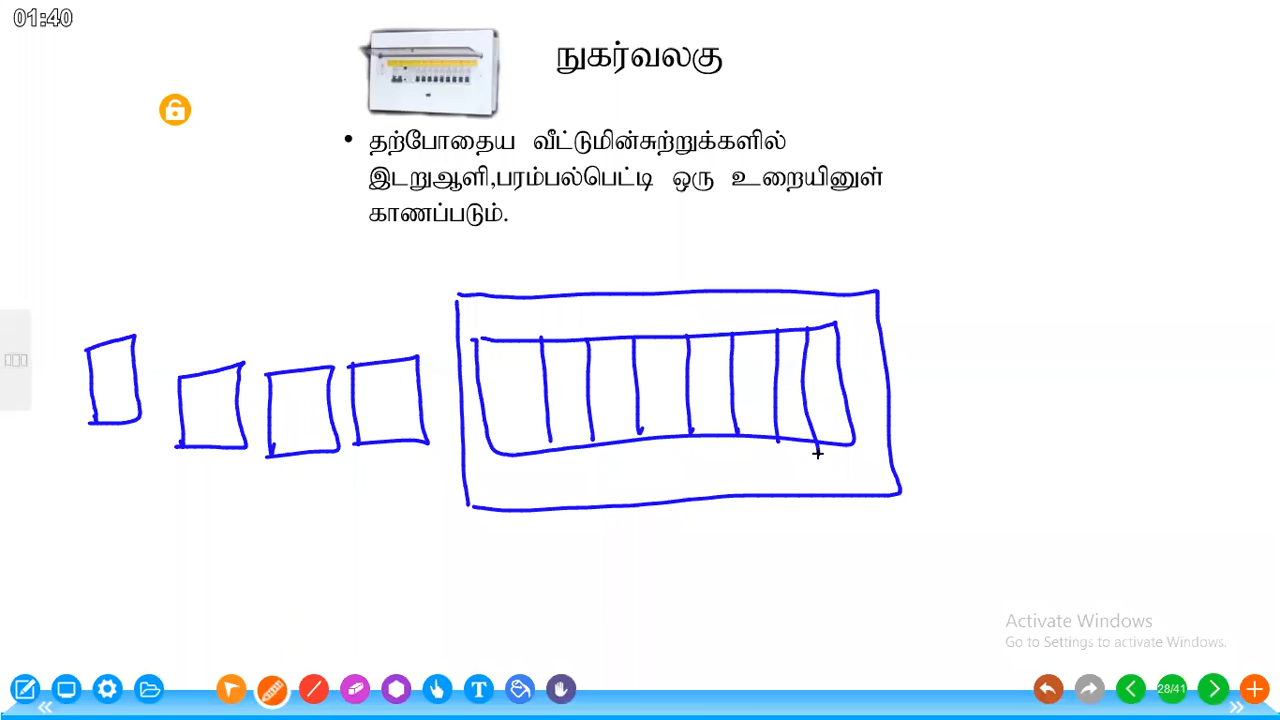 01:40
நுகர்வலகு
• தற்போதைய வீட்டுமின்சுற்றுக்களில்
இடறுஆளி,பரம்பல்பெட்டி ஒரு உறையினுள்
காணப்படும்.
Activate Windows
Go to Settings to activate Windows.
28/41